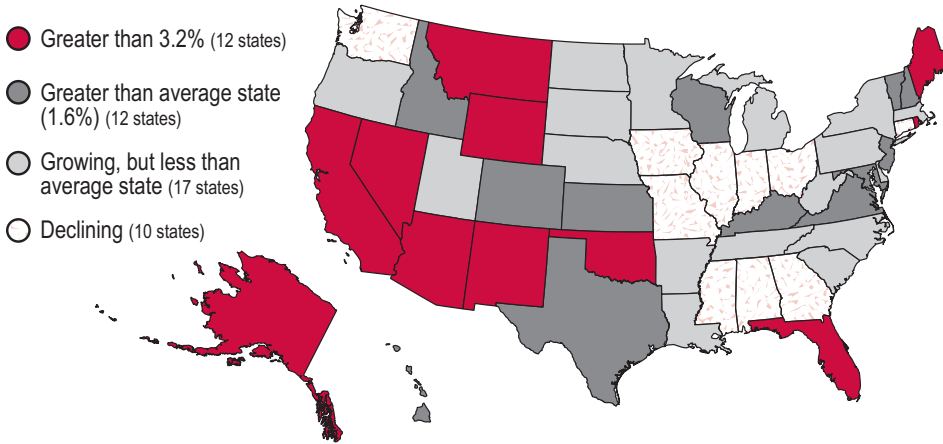 Greater than 3.2% (12 states)
Greater than average state
(1.6%) (12 states)
Growing, but less than
average state (17 states)
Declining (10 states)